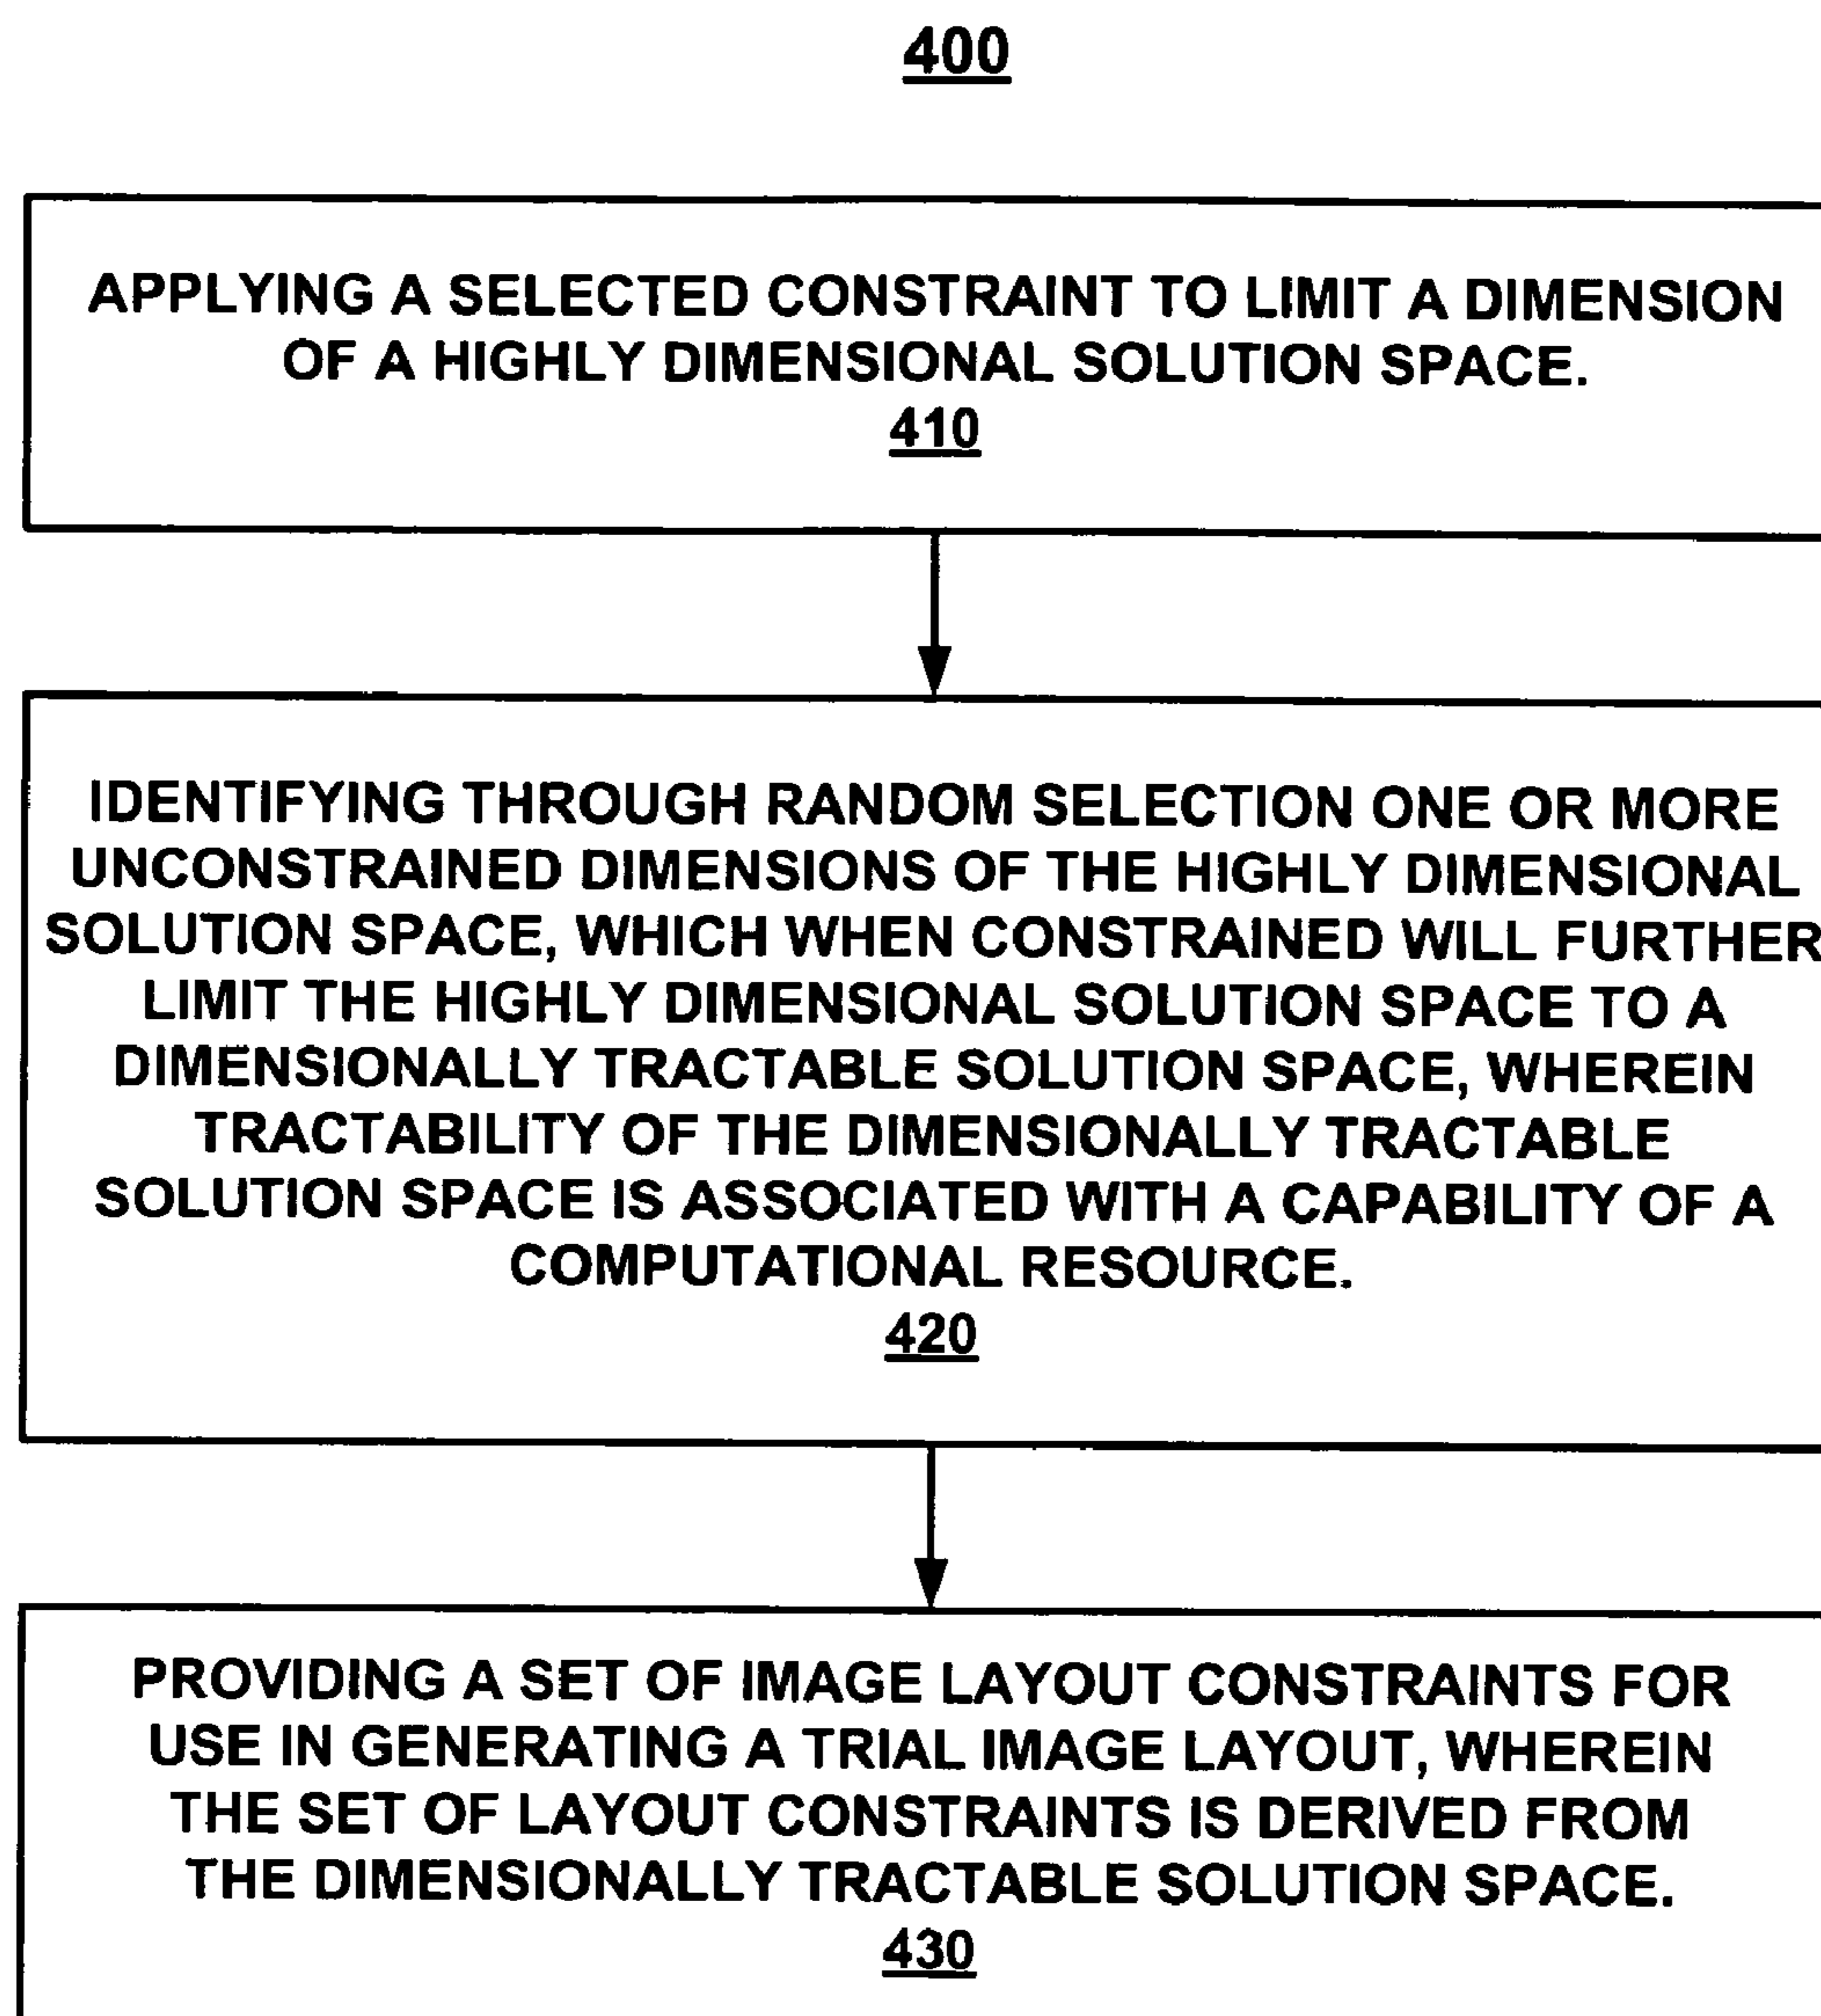 400
APPLYING A SELECTED CONSTRAINT TO LIMIT A DIMENSION
OF A HIGHLY DIMENSIONAL SOLUTION SPACE.
410
IDENTIFYING THROUGH RANDOM SELECTION ONE OR MORE
UNCONSTRAINED DIMENSIONS OF THE HIGHLY DIMENSIONAL
SOLUTION SPACE, WHICH WHEN CONSTRAINED WILL FURTHER
LIMIT THE HIGHLY DIMENSIONAL SOLUTION SPACE TO A
DIMENSIONALLY TRACTABLE SOLUTION SPACE, WHEREIN
TRACTABILITY OF THE DIMENSIONALLY TRACTABLE
SOLUTION SPACE IS ASSOCIATED WITH A CAPABILITY OF A
COMPUTATIONAL RESOURCE.
420
PROVIDING A SET OF IMAGE LAYOUT CONSTRAINTS FOR
USE IN GENERATING A TRIAL IMAGE LAYOUT, WHEREIN
THE SET OF LAYOUT CONSTRAINTS IS DERIVED FROM
THE DIMENSIONALLY TRACTABLE SOLUTION SPACE.
430